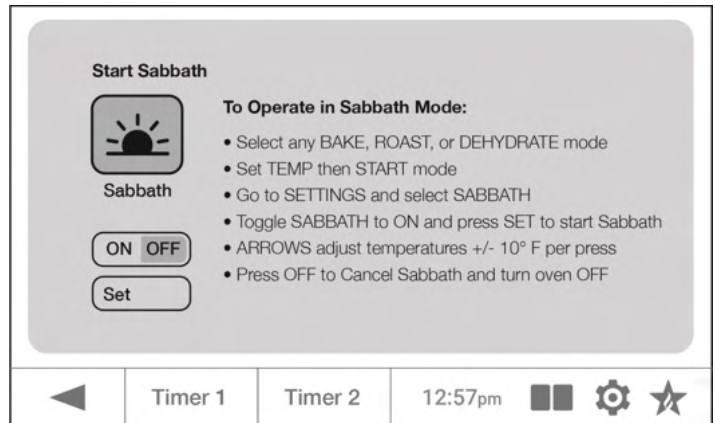 Start Sabbath
Sabbath
ON OFF
Set
To Operate in Sabbath Mode:
• Select any BAKE, ROAST, or DEHYDRATE mode
• Set TEMP then START mode
• Go to SETTINGS and select SABBATH
• Toggle SABBATH to ON and press SET to start Sabbath
• ARROWS adjust temperatures +/- 10° F per press
• Press OFF to Cancel Sabbath and turn oven OFF
Timer 1 Timer 2 12:57pm